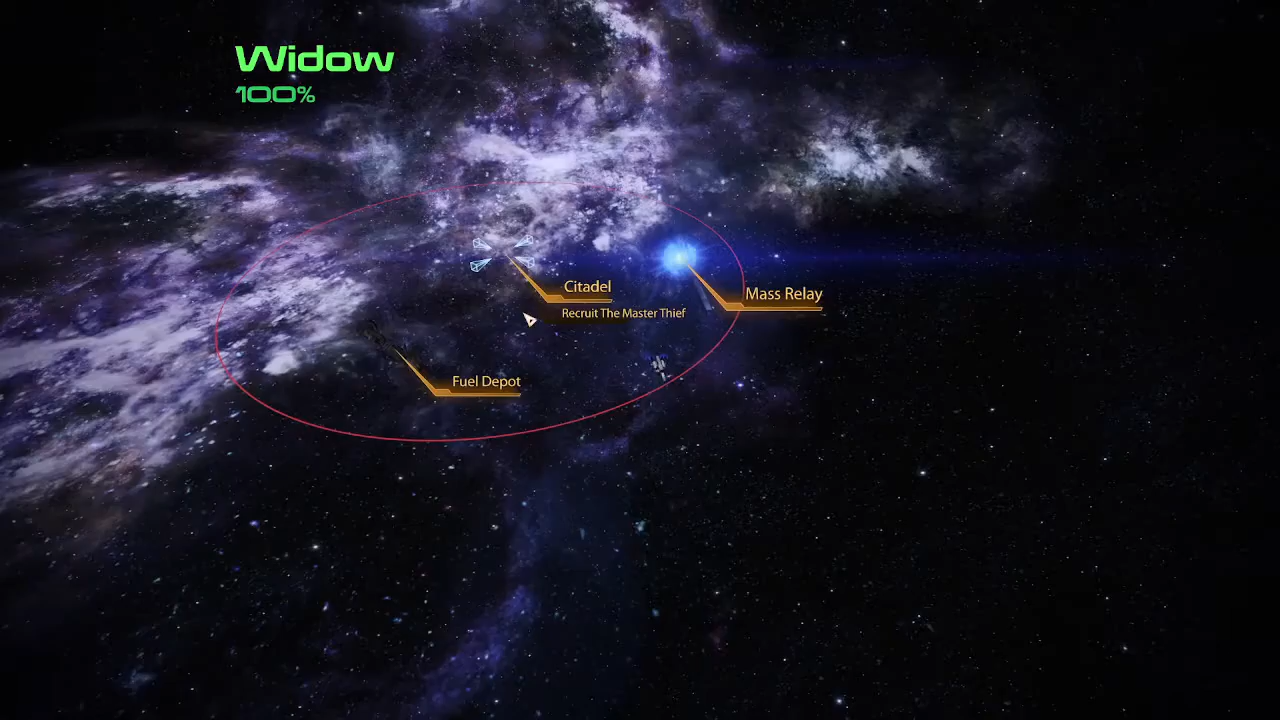 Widow
100%
Citadel
Recruit The Master Thief
Mass Relay
Fuel Depot